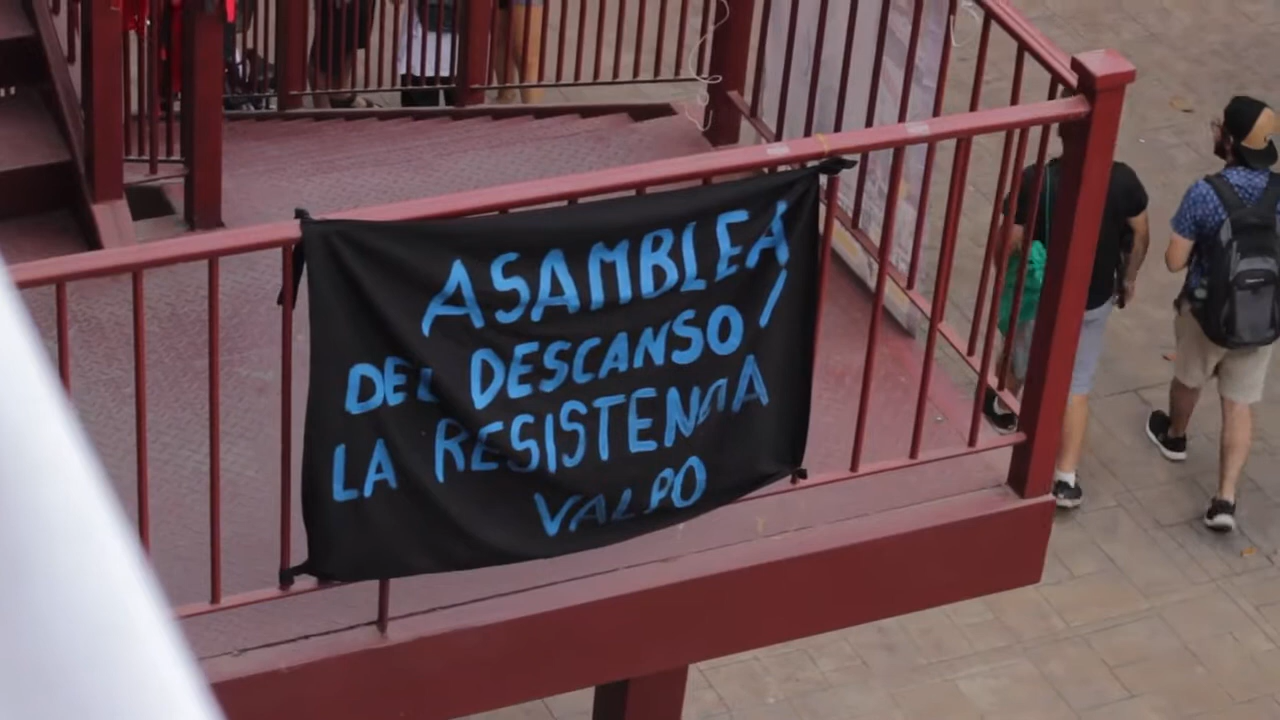 ASAMBLEA
DEL DESCANSO /
LA RESISTENCIA
VALPO